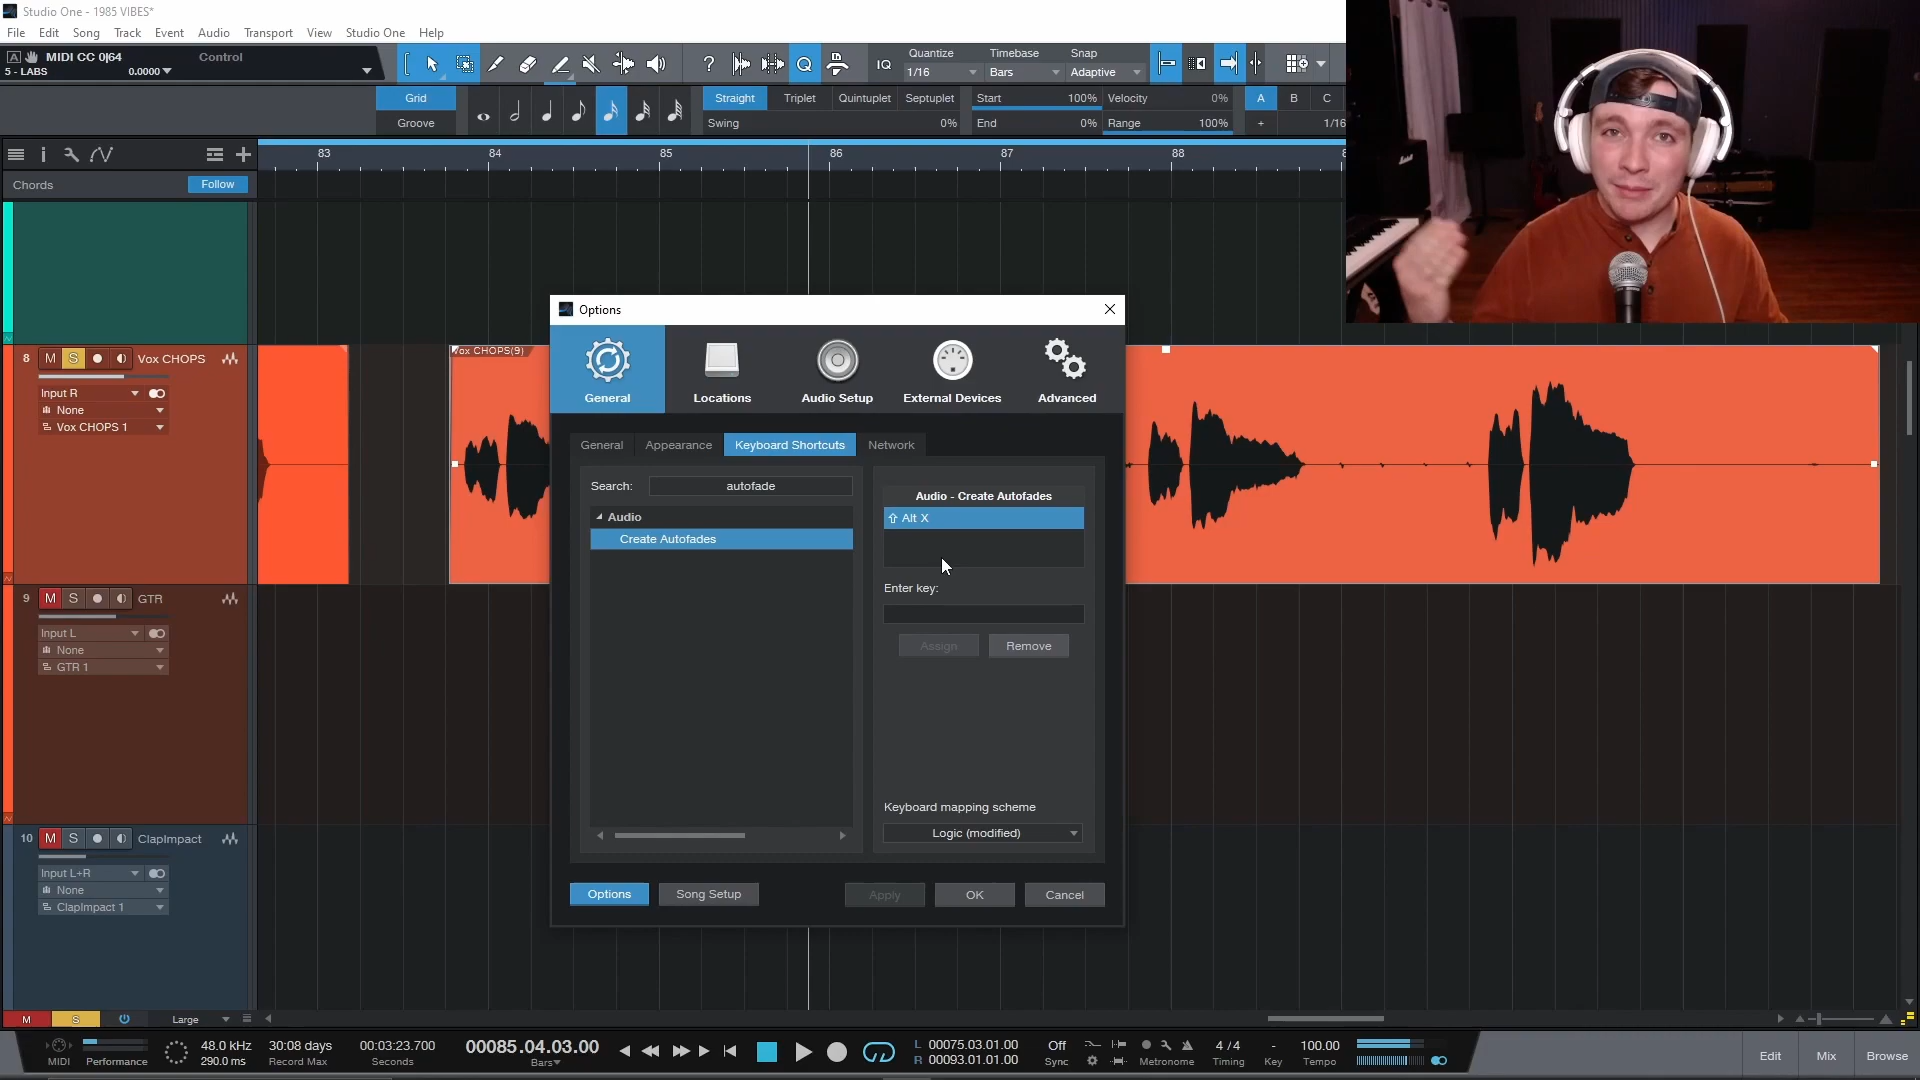 Studio One - 1985 VIBES*
File Edit Song Track Event Audio Transport View Studio One Help
A MIDI CC 0|64 Control
5 - LABS 0.0000
? Q IQ
Quantize Timebase Snap
1/16 Bars Adaptive
Grid Straight Triplet Quintuplet Septuplet Start 100% Velocity 0% A B C
Groove Swing 0% End 0% Range 100% + 1/16
83 84 85 86 87 88 8
Chords Follow
8 M S Vox CHOPS
Input R
None
Vox CHOPS 1
Vox CHOPS(9)
9 M S GTR
Input L
None
GTR 1
10 M S ClapImpact
Input L+R
None
ClapImpact 1
Options
General Locations Audio Setup External Devices Advanced
General Appearance Keyboard Shortcuts Network
Search: autofade
Audio
Create Autofades
Audio - Create Autofades
⇧ Alt X
Enter key:
Assign Remove
Keyboard mapping scheme
Logic (modified)
Options Song Setup Apply OK Cancel
M S Large
MIDI Performance
48.0 kHz
290.0 ms
30:08 days
Record Max
00:03:23.700
Seconds
00085.04.03.00
Bars
L 00075.03.01.00
R 00093.01.01.00
Off
Sync
Metronome
4 / 4
Timing
-
Key
100.00
Tempo
Edit Mix Browse